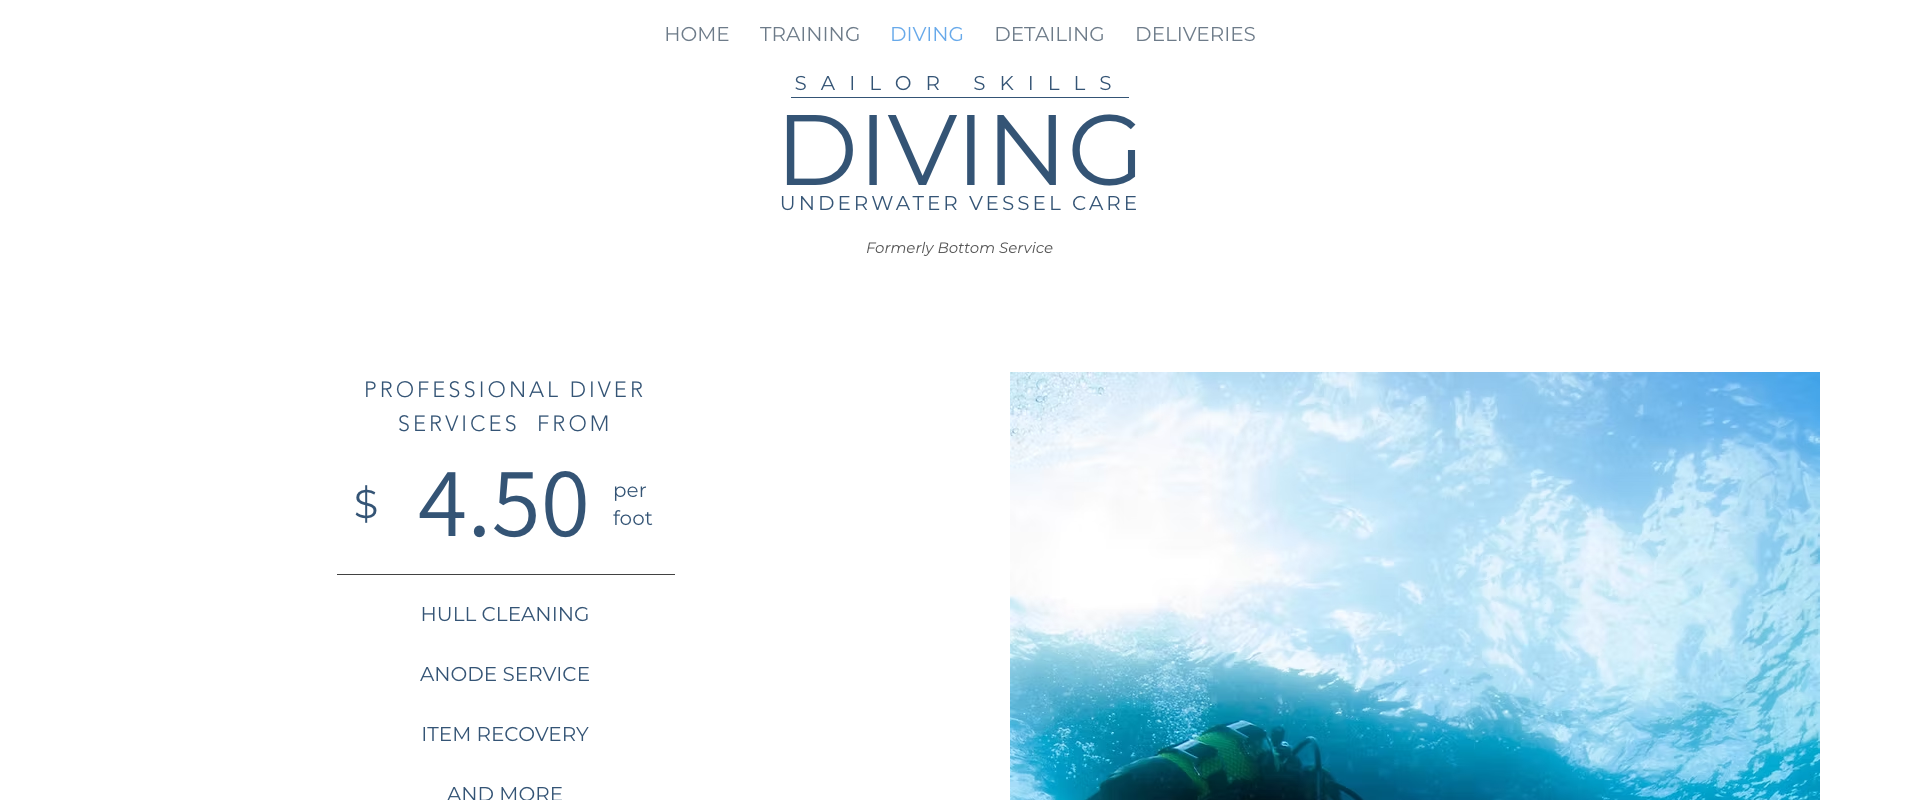 HOME TRAINING DIVING DETAILING DELIVERIES
SAILOR SKILLS
DIVING
UNDERWATER VESSEL CARE
Formerly Bottom Service
PROFESSIONAL DIVER
SERVICES FROM
$ 4.50 per
foot
HULL CLEANING
ANODE SERVICE
ITEM RECOVERY
AND MORE